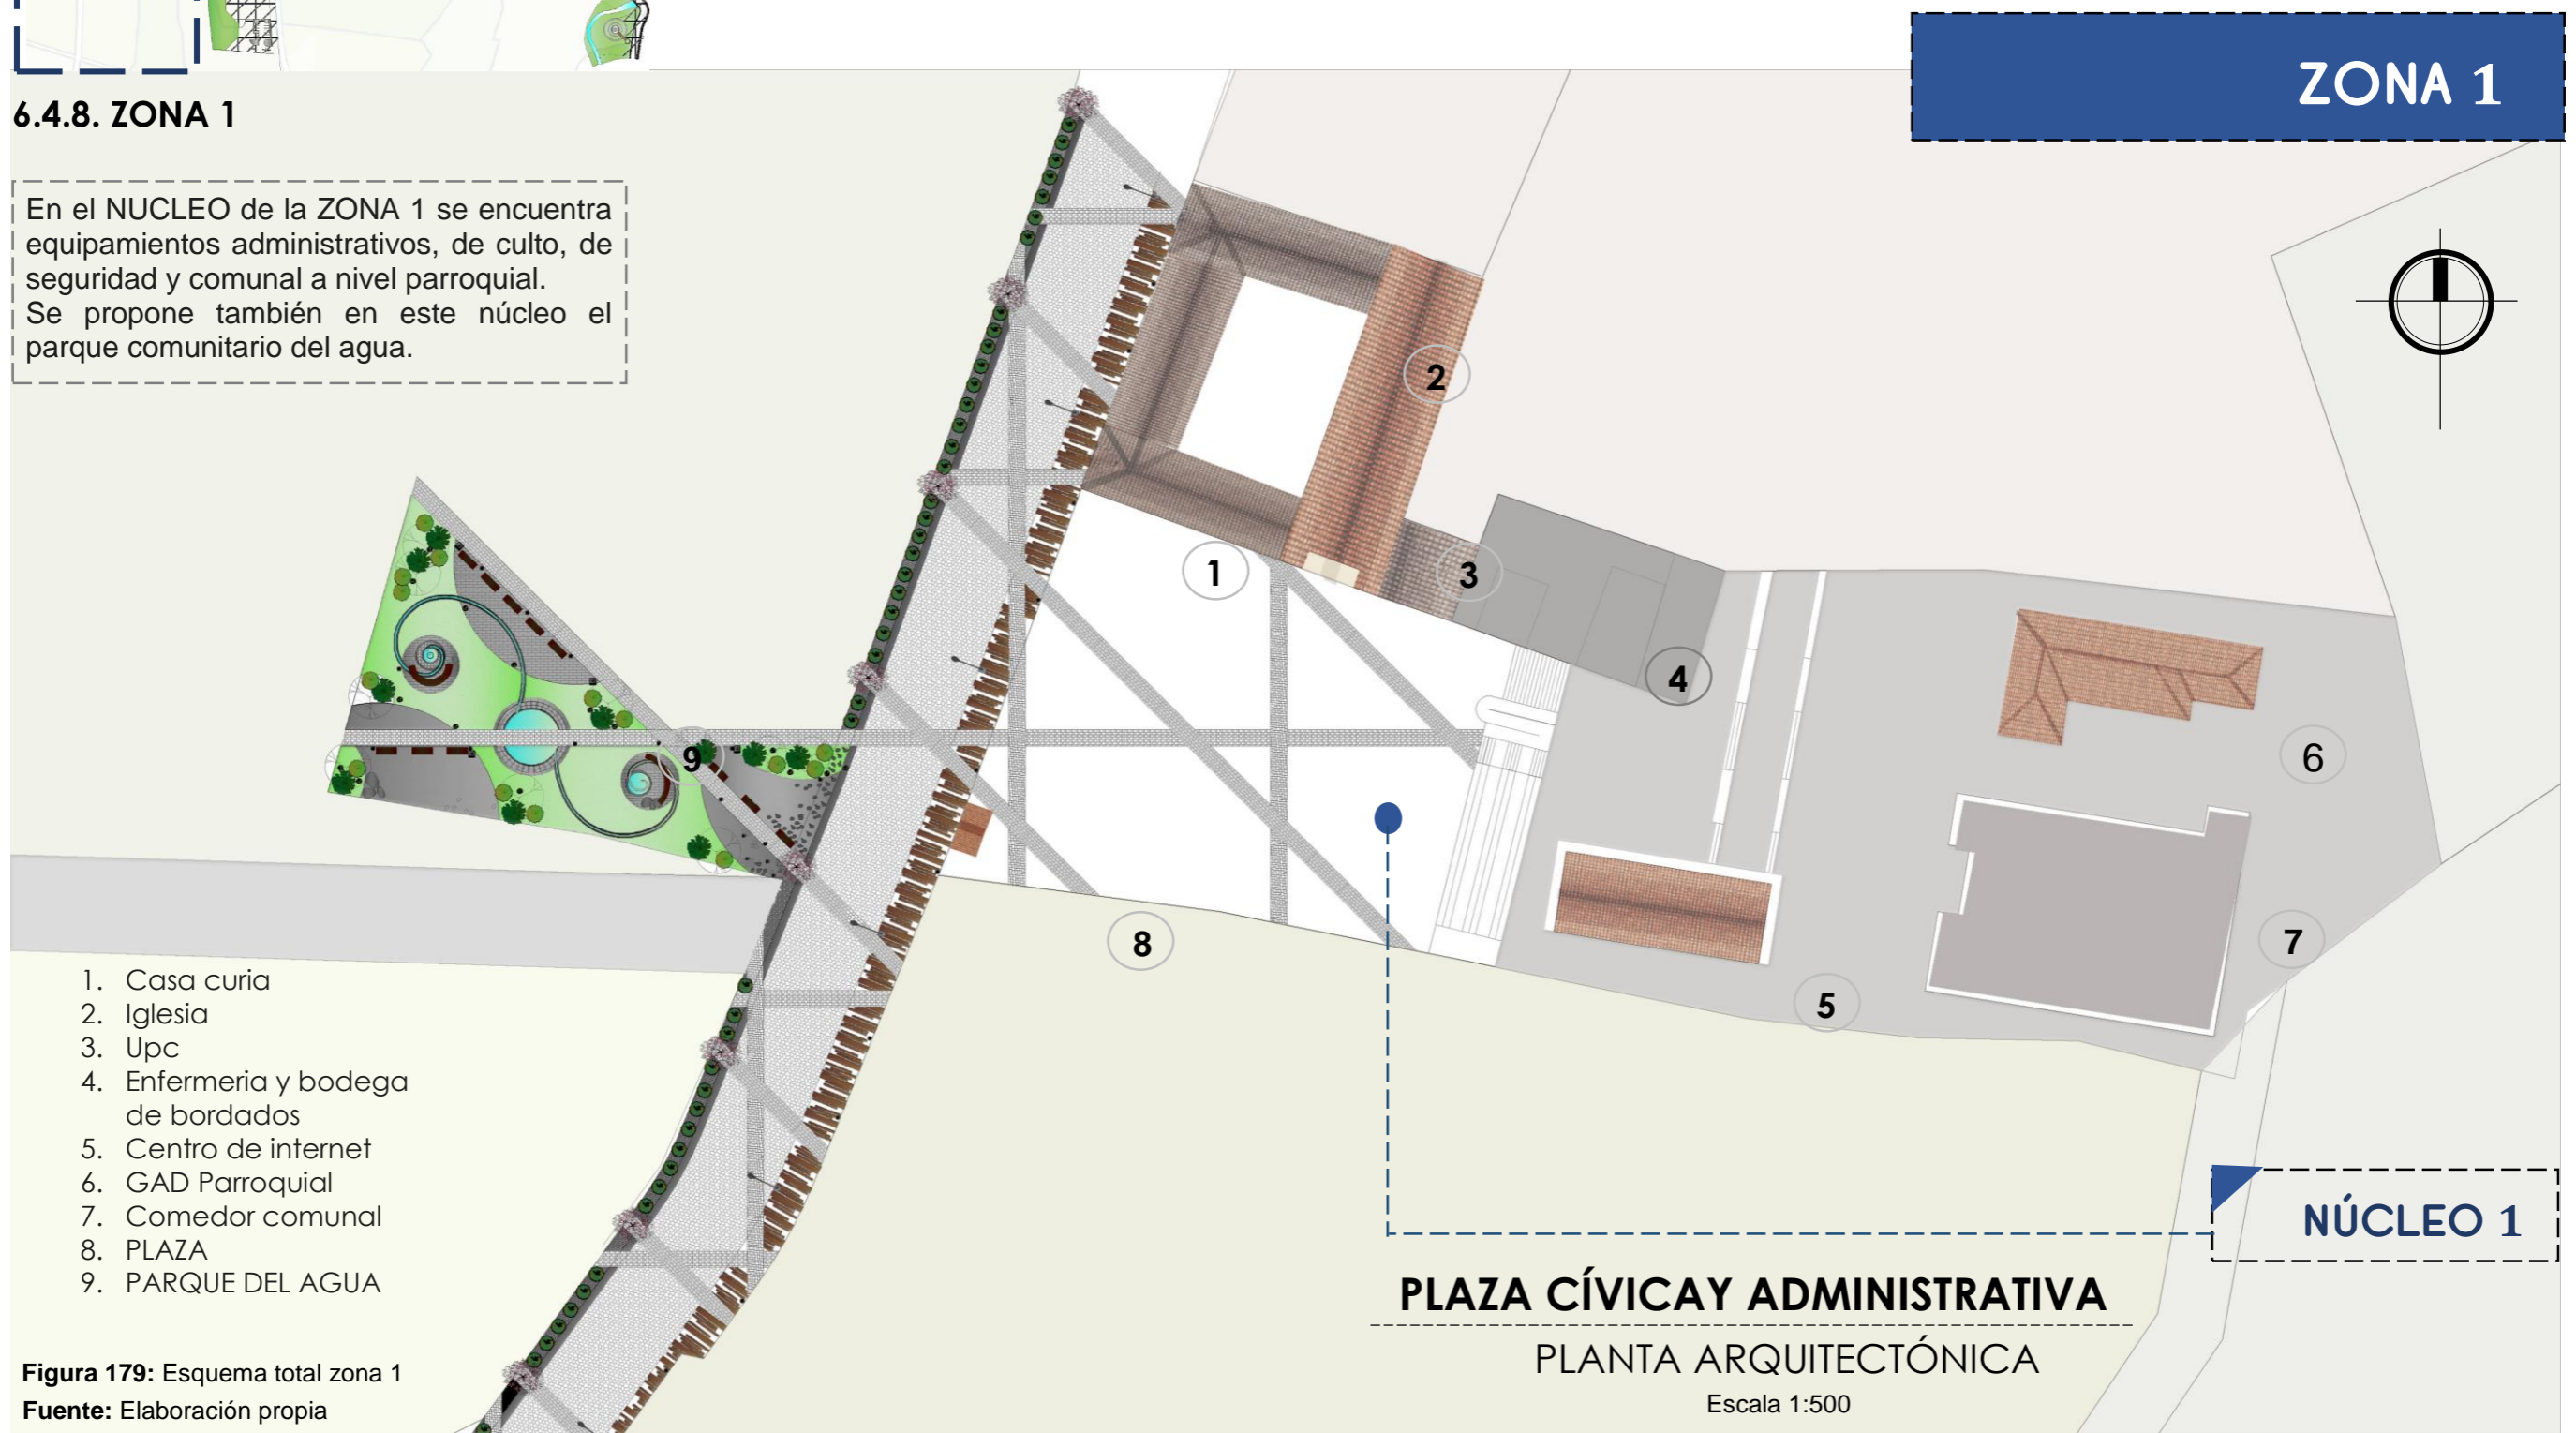 ZONA 1
6.4.8. ZONA 1
En el NUCLEO de la ZONA 1 se encuentra
equipamientos administrativos, de culto, de
seguridad y comunal a nivel parroquial.
Se propone también en este núcleo el
parque comunitario del agua.
2
1
3
4
6
9
8
7
5
1. Casa curia
2. Iglesia
3. Upc
4. Enfermeria y bodega
de bordados
5. Centro de internet
6. GAD Parroquial
7. Comedor comunal
8. PLAZA
9. PARQUE DEL AGUA
NÚCLEO 1
PLAZA CÍVICAY ADMINISTRATIVA
PLANTA ARQUITECTÓNICA
Escala 1:500
Figura 179: Esquema total zona 1
Fuente: Elaboración propia